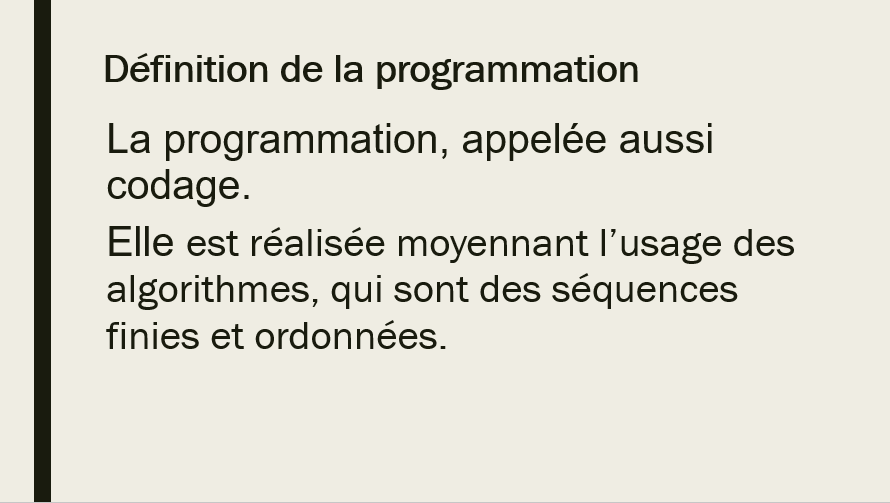 Définition de la programmation
La programmation, appelée aussi
codage.
Elle est réalisée moyennant l’usage des
algorithmes, qui sont des séquences
finies et ordonnées.